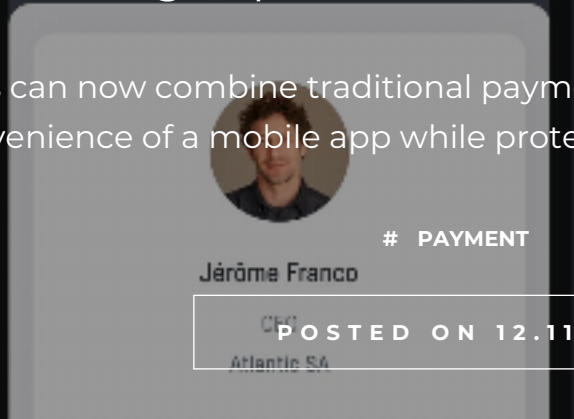 can now combine traditional paym
venience of a mobile app while prote
# PAYMENT
Jérôme Franco
CEO
POSTED ON 12.11
Atlantic SA